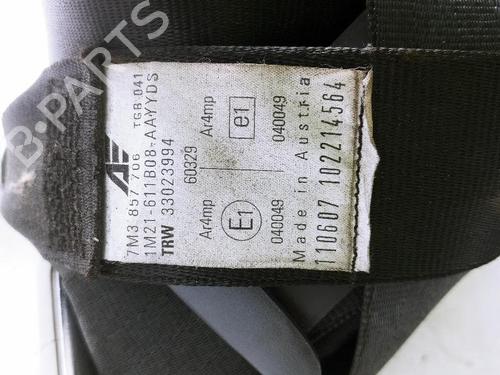 B-PARTS
AF
7M3 857 706 TGB 041
1M21-611B08-AAYYDS
TRW 33023994
60329
Ar4mp Ar4mp
E1 e1
040049 040049
Made in Austria
110607 102214564